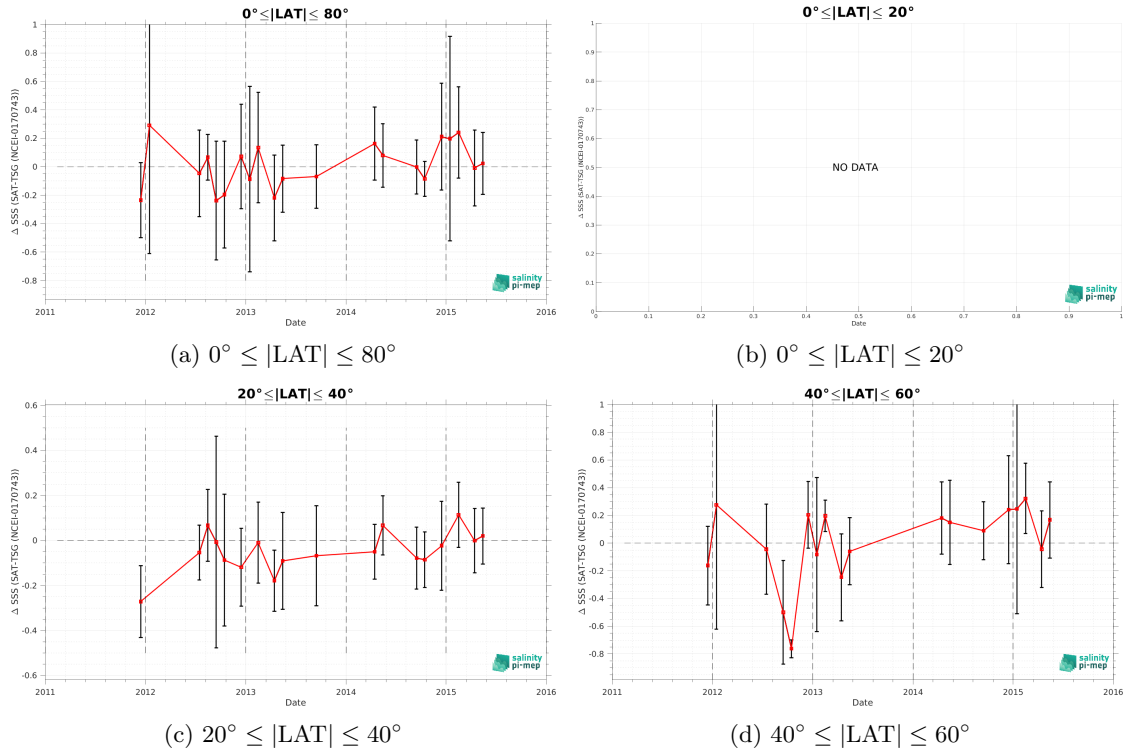 0°≤|LAT|≤ 80°
Δ SSS (SAT-TSG (NCEI-0170743))
1
0.8
0.6
0.4
0.2
0
-0.2
-0.4
-0.6
-0.8
2011 2012 2013 2014 2015 2016
Date
salinity
pi-mep
(a) 0° ≤ |LAT| ≤ 80°
0°≤|LAT|≤ 20°
Δ SSS (SAT-TSG (NCEI-0170743))
1
0.9
0.8
0.7
0.6
0.5
0.4
0.3
0.2
0.1
0
NO DATA
0 0.1 0.2 0.3 0.4 0.5 0.6 0.7 0.8 0.9 1
Date
salinity
pi-mep
(b) 0° ≤ |LAT| ≤ 20°
20°≤|LAT|≤ 40°
Δ SSS (SAT-TSG (NCEI-0170743))
0.6
0.4
0.2
0
-0.2
-0.4
-0.6
2011 2012 2013 2014 2015 2016
Date
salinity
pi-mep
(c) 20° ≤ |LAT| ≤ 40°
40°≤|LAT|≤ 60°
Δ SSS (SAT-TSG (NCEI-0170743))
1
0.8
0.6
0.4
0.2
0
-0.2
-0.4
-0.6
-0.8
2011 2012 2013 2014 2015 2016
Date
salinity
pi-mep
(d) 40° ≤ |LAT| ≤ 60°